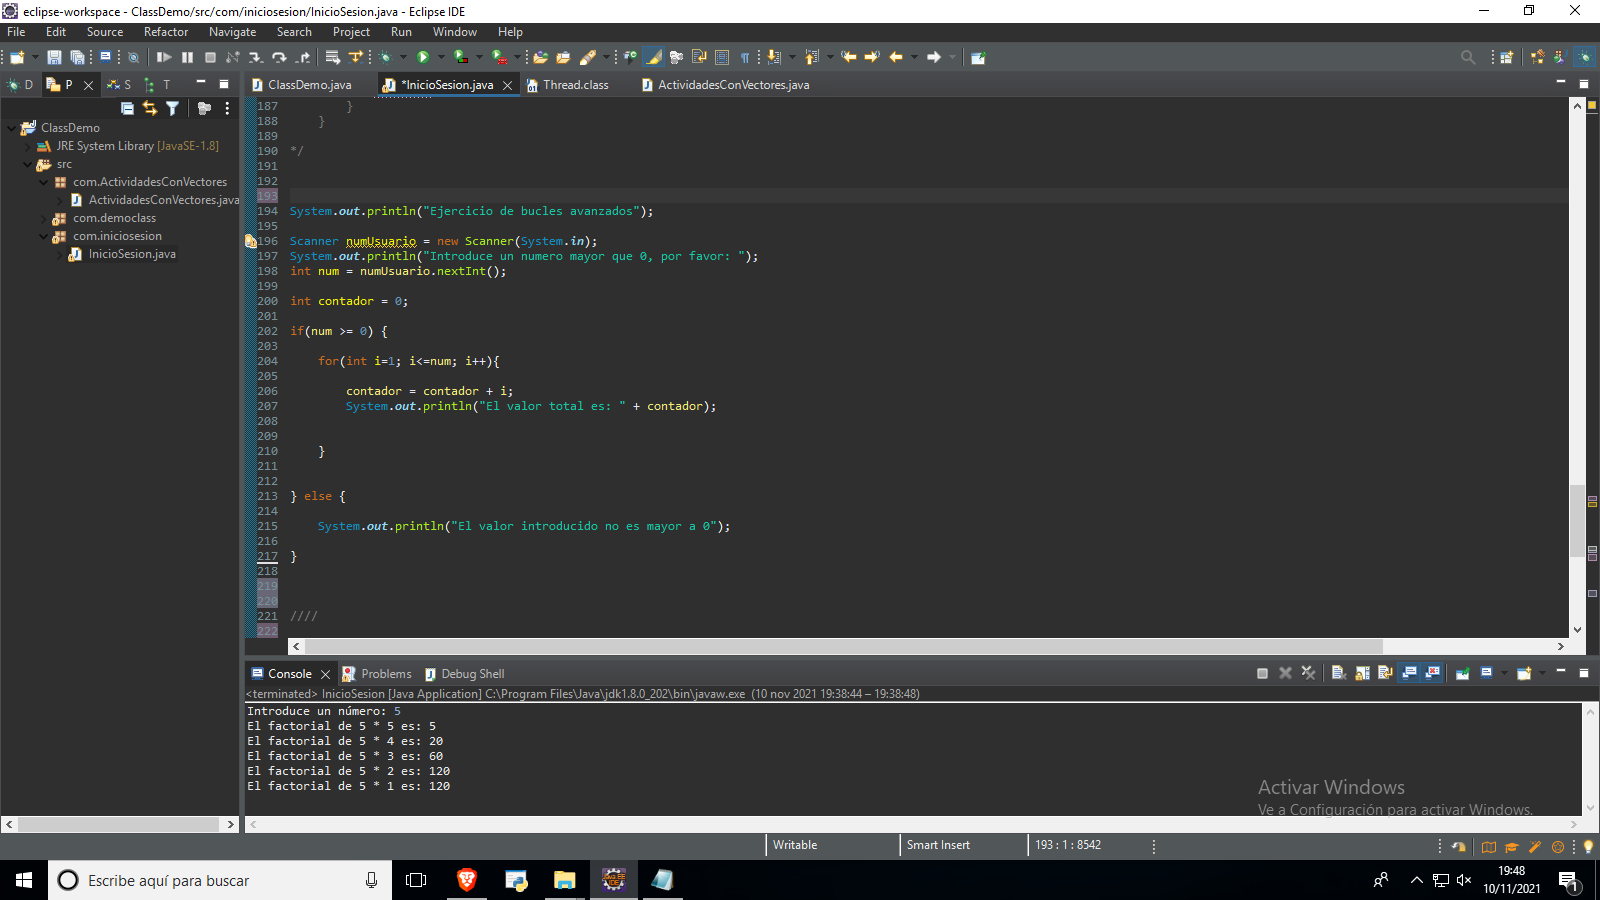 eclipse-workspace - ClassDemo/src/com/iniciosesion/InicioSesion.java - Eclipse IDE
File Edit Source Refactor Navigate Search Project Run Window Help
D P S T
ClassDemo.java *InicioSesion.java Thread.class ActividadesConVectores.java
ClassDemo
JRE System Library [JavaSE-1.8]
src
com.ActividadesConVectores
ActividadesConVectores.java
com.democlass
com.iniciosesion
InicioSesion.java
187 }
188 }
189
190 */
191
192
193
194 System.out.println("Ejercicio de bucles avanzados");
195
196 Scanner numUsuario = new Scanner(System.in);
197 System.out.println("Introduce un numero mayor que 0, por favor: ");
198 int num = numUsuario.nextInt();
199
200 int contador = 0;
201
202 if(num >= 0) {
203
204 for(int i=1; i<=num; i++){
205
206 contador = contador + i;
207 System.out.println("El valor total es: " + contador);
208
209
210 }
211
212
213 } else {
214
215 System.out.println("El valor introducido no es mayor a 0");
216
217 }
218
219
220
221 ////
222
Console Problems Debug Shell
<terminated> InicioSesion [Java Application] C:\Program Files\Java\jdk1.8.0_202\bin\javaw.exe (10 nov 2021 19:38:44 – 19:38:48)
Introduce un número: 5
El factorial de 5 * 5 es: 5
El factorial de 5 * 4 es: 20
El factorial de 5 * 3 es: 60
El factorial de 5 * 2 es: 120
El factorial de 5 * 1 es: 120
Activar Windows
Ve a Configuración para activar Windows.
Writable Smart Insert 193 : 1 : 8542
Escribe aquí para buscar
19:48
10/11/2021
1